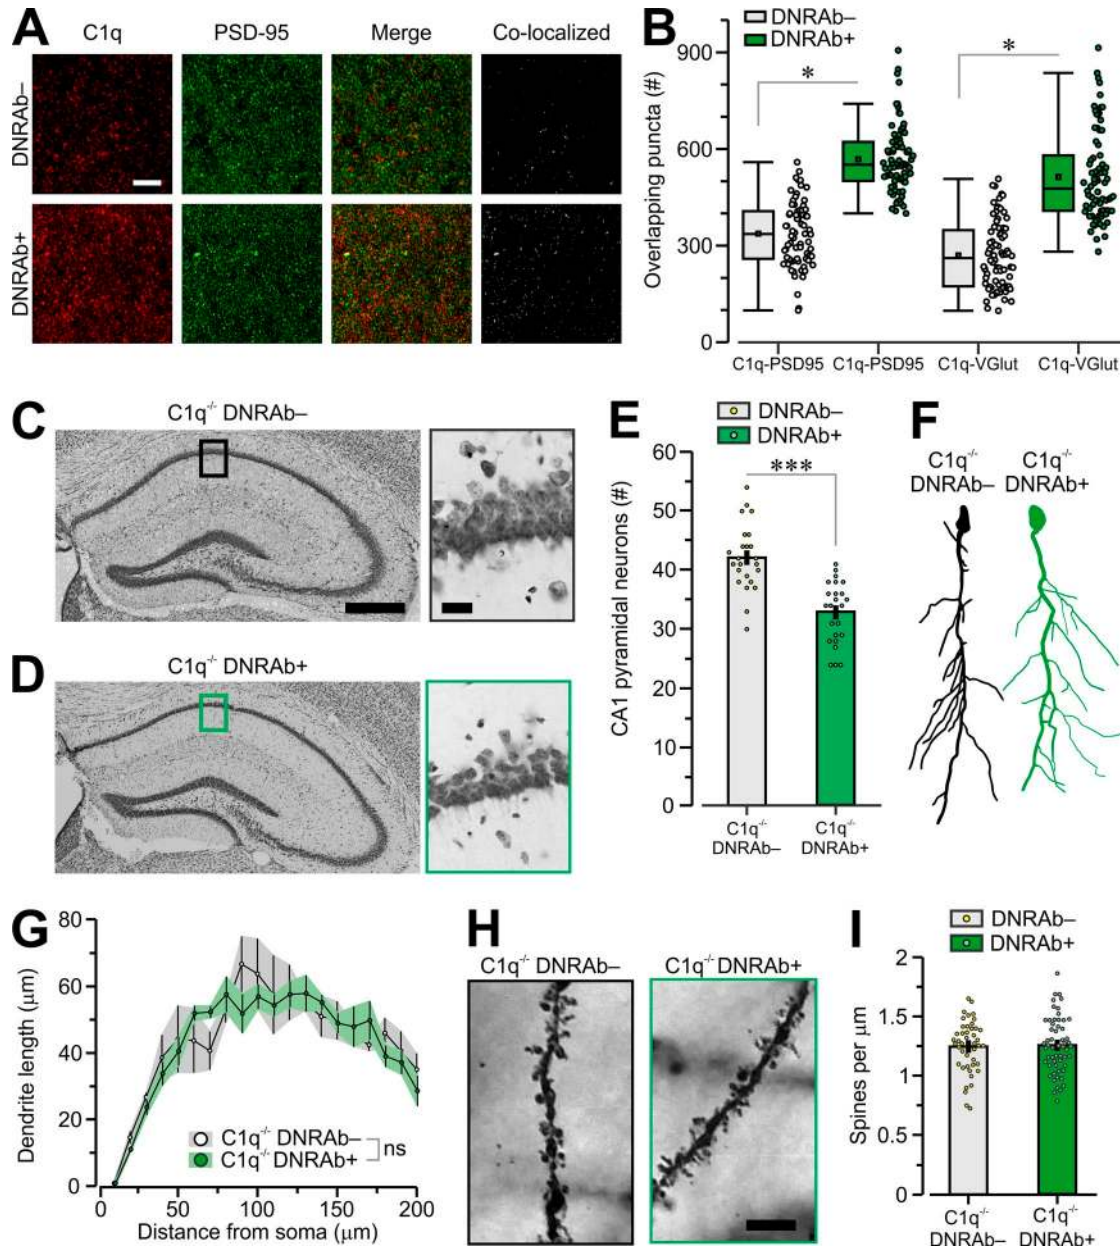 A
C1q
PSD-95
Merge
Co-localized
DNRAb–
DNRAb+
B
DNRAb–
DNRAb+
Overlapping puncta (#)
900
600
300
0
*
*
C1q-PSD95
C1q-PSD95
C1q-VGlut
C1q-VGlut
C
C1q-/- DNRAb–
D
C1q-/- DNRAb+
E
DNRAb–
DNRAb+
CA1 pyramidal neurons (#)
60
50
40
30
20
10
0
***
C1q-/-
DNRAb–
C1q-/-
DNRAb+
F
C1q-/-
DNRAb–
C1q-/-
DNRAb+
G
Dendrite length (μm)
80
60
40
20
0
C1q-/- DNRAb–
C1q-/- DNRAb+
ns
0
50
100
150
200
Distance from soma (μm)
H
C1q-/- DNRAb–
C1q-/- DNRAb+
I
DNRAb–
DNRAb+
Spines per μm
2
1.5
1
0.5
0
C1q-/-
DNRAb–
C1q-/-
DNRAb+